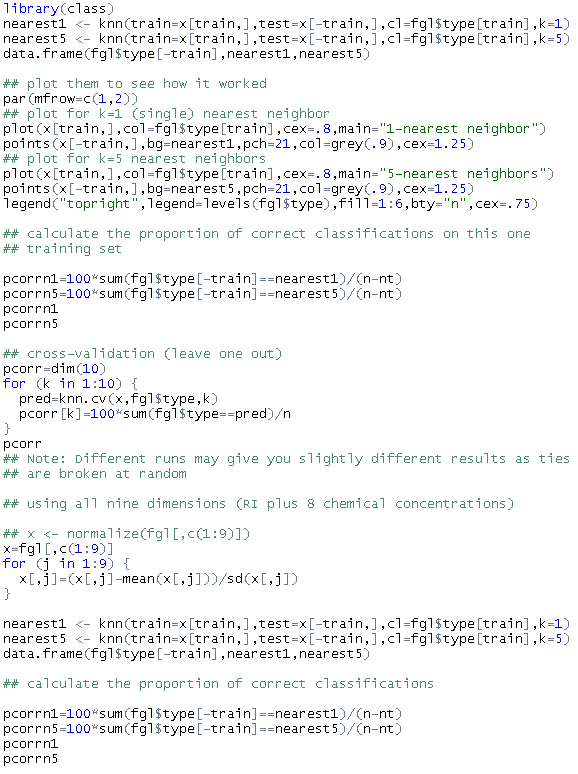 library(class)
nearest1 <- knn(train=x[train,],test=x[-train,],cl=fgl$type[train],k=1)
nearest5 <- knn(train=x[train,],test=x[-train,],cl=fgl$type[train],k=5)
data.frame(fgl$type[-train],nearest1,nearest5)

## plot them to see how it worked
par(mfrow=c(1,2))
## plot for k=1 (single) nearest neighbor
plot(x[train,],col=fgl$type[train],cex=.8,main="1-nearest neighbor")
points(x[-train,],bg=nearest1,pch=21,col=grey(.9),cex=1.25)
## plot for k=5 nearest neighbors
plot(x[train,],col=fgl$type[train],cex=.8,main="5-nearest neighbors")
points(x[-train,],bg=nearest5,pch=21,col=grey(.9),cex=1.25)
legend("topright",legend=levels(fgl$type),fill=1:6,bty="n",cex=.75)

## calculate the proportion of correct classifications on this one
## training set

pcorrn1=100*sum(fgl$type[-train]==nearest1)/(n-nt)
pcorrn5=100*sum(fgl$type[-train]==nearest5)/(n-nt)
pcorrn1
pcorrn5

## cross-validation (leave one out)
pcorr=dim(10)
for (k in 1:10) {
  pred=knn.cv(x,fgl$type,k)
  pcorr[k]=100*sum(fgl$type==pred)/n
}
pcorr
## Note: Different runs may give you slightly different results as ties
## are broken at random

## using all nine dimensions (RI plus 8 chemical concentrations)

## x <- normalize(fgl[,c(1:9)])
x=fgl[,c(1:9)]
for (j in 1:9) {
  x[,j]=(x[,j]-mean(x[,j]))/sd(x[,j])
}

nearest1 <- knn(train=x[train,],test=x[-train,],cl=fgl$type[train],k=1)
nearest5 <- knn(train=x[train,],test=x[-train,],cl=fgl$type[train],k=5)
data.frame(fgl$type[-train],nearest1,nearest5)

## calculate the proportion of correct classifications

pcorrn1=100*sum(fgl$type[-train]==nearest1)/(n-nt)
pcorrn5=100*sum(fgl$type[-train]==nearest5)/(n-nt)
pcorrn1
pcorrn5